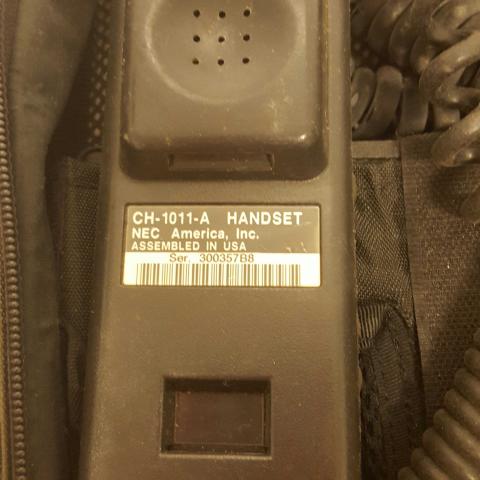 CH-1011-A HANDSET
NEC America, Inc.
ASSEMBLED IN USA
Ser. 300357B8